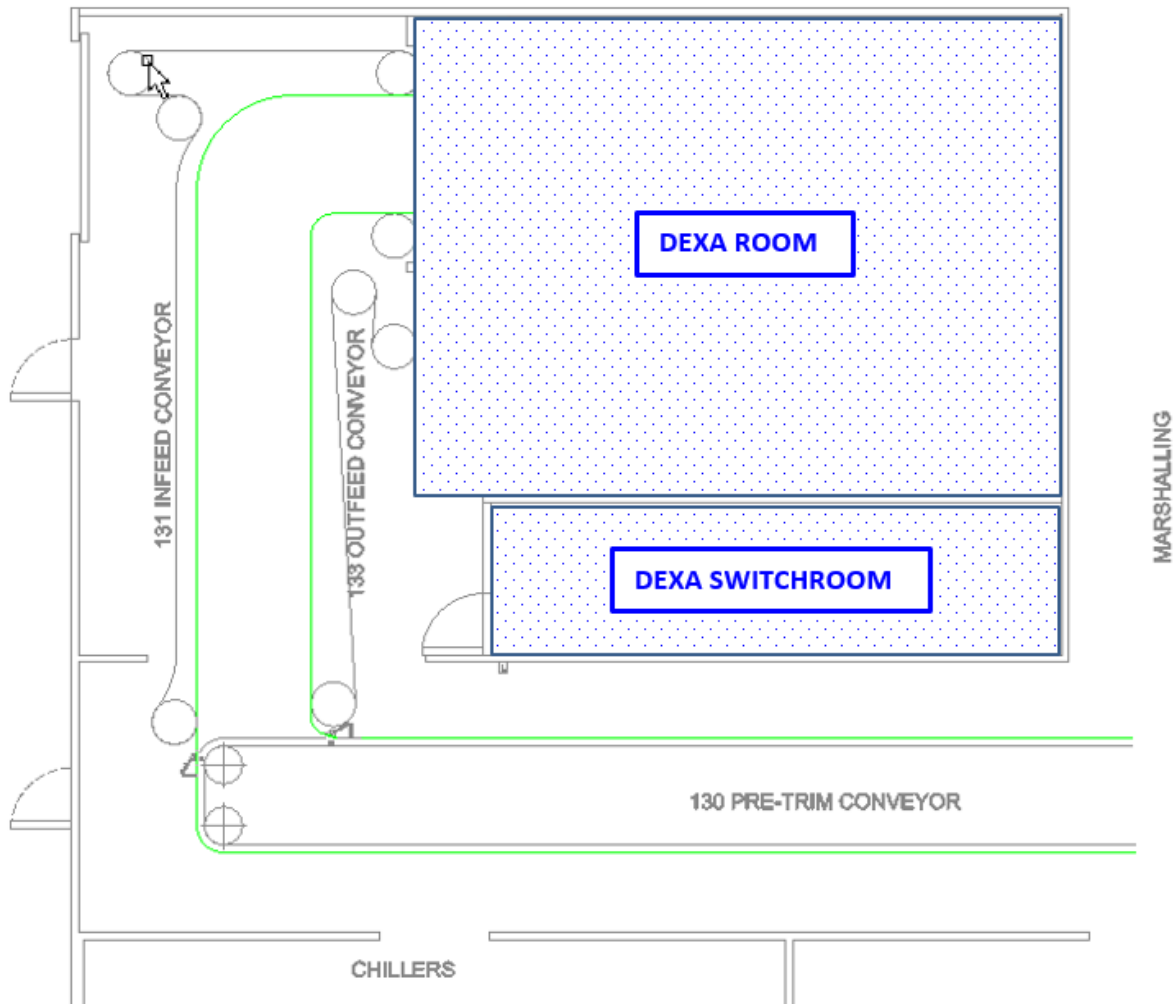 DEXA ROOM
131 INFEED CONVEYOR
133 OUTFEED CONVEYOR
MARSHALLING
DEXA SWITCHROOM
130 PRE-TRIM CONVEYOR
CHILLERS